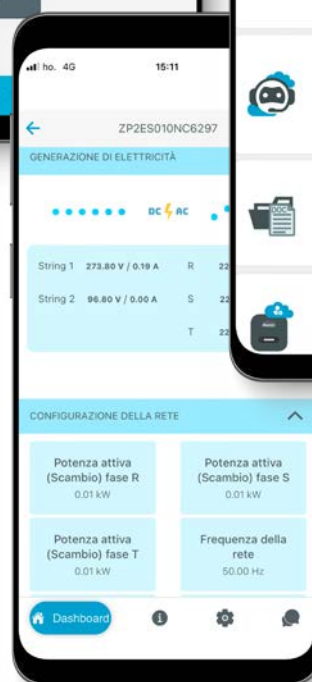 ho. 4G 15:11
ZP2ES010NC6297
GENERAZIONE DI ELETTRICITÀ
DC AC
String 1 273.80 V / 0.19 A R 22
String 2 96.80 V / 0.00 A S 22
T 22
CONFIGURAZIONE DELLA RETE
Potenza attiva
(Scambio) fase R
0.01 kW
Potenza attiva
(Scambio) fase S
0.01 kW
Potenza attiva
(Scambio) fase T
0.01 kW
Frequenza della
rete
50.00 Hz
Dashboard
DOC